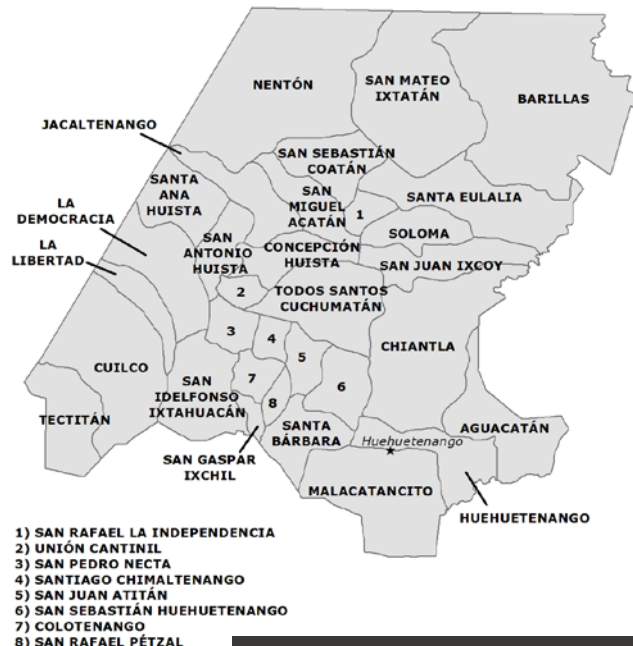 NENTÓN
SAN MATEO
IXTATÁN
BARILLAS
JACALTENANGO
SAN SEBASTIÁN
COATÁN
SANTA
ANA
HUISTA
SAN
MIGUEL
ACATÁN
1
SANTA EULALIA
LA
DEMOCRACIA
SOLOMA
LA
LIBERTAD
SAN
ANTONIO
HUISTA
CONCEPCIÓN
HUISTA
SAN JUAN IXCOY
2
TODOS SANTOS
CUCHUMATÁN
3
4
5
CHIANTLA
CUILCO
7
6
SAN
IDELFONSO
IXTAHUACÁN
8
TECTITÁN
SANTA
BÁRBARA
AGUACATÁN
Huehuetenango
SAN GASPAR
IXCHIL
MALACATANCITO
HUEHUETENANGO
1) SAN RAFAEL LA INDEPENDENCIA
2) UNIÓN CANTINIL
3) SAN PEDRO NECTA
4) SANTIAGO CHIMALTENANGO
5) SAN JUAN ATITÁN
6) SAN SEBASTIÁN HUEHUETENANGO
7) COLOTENANGO
8) SAN RAFAEL PÉTZAL